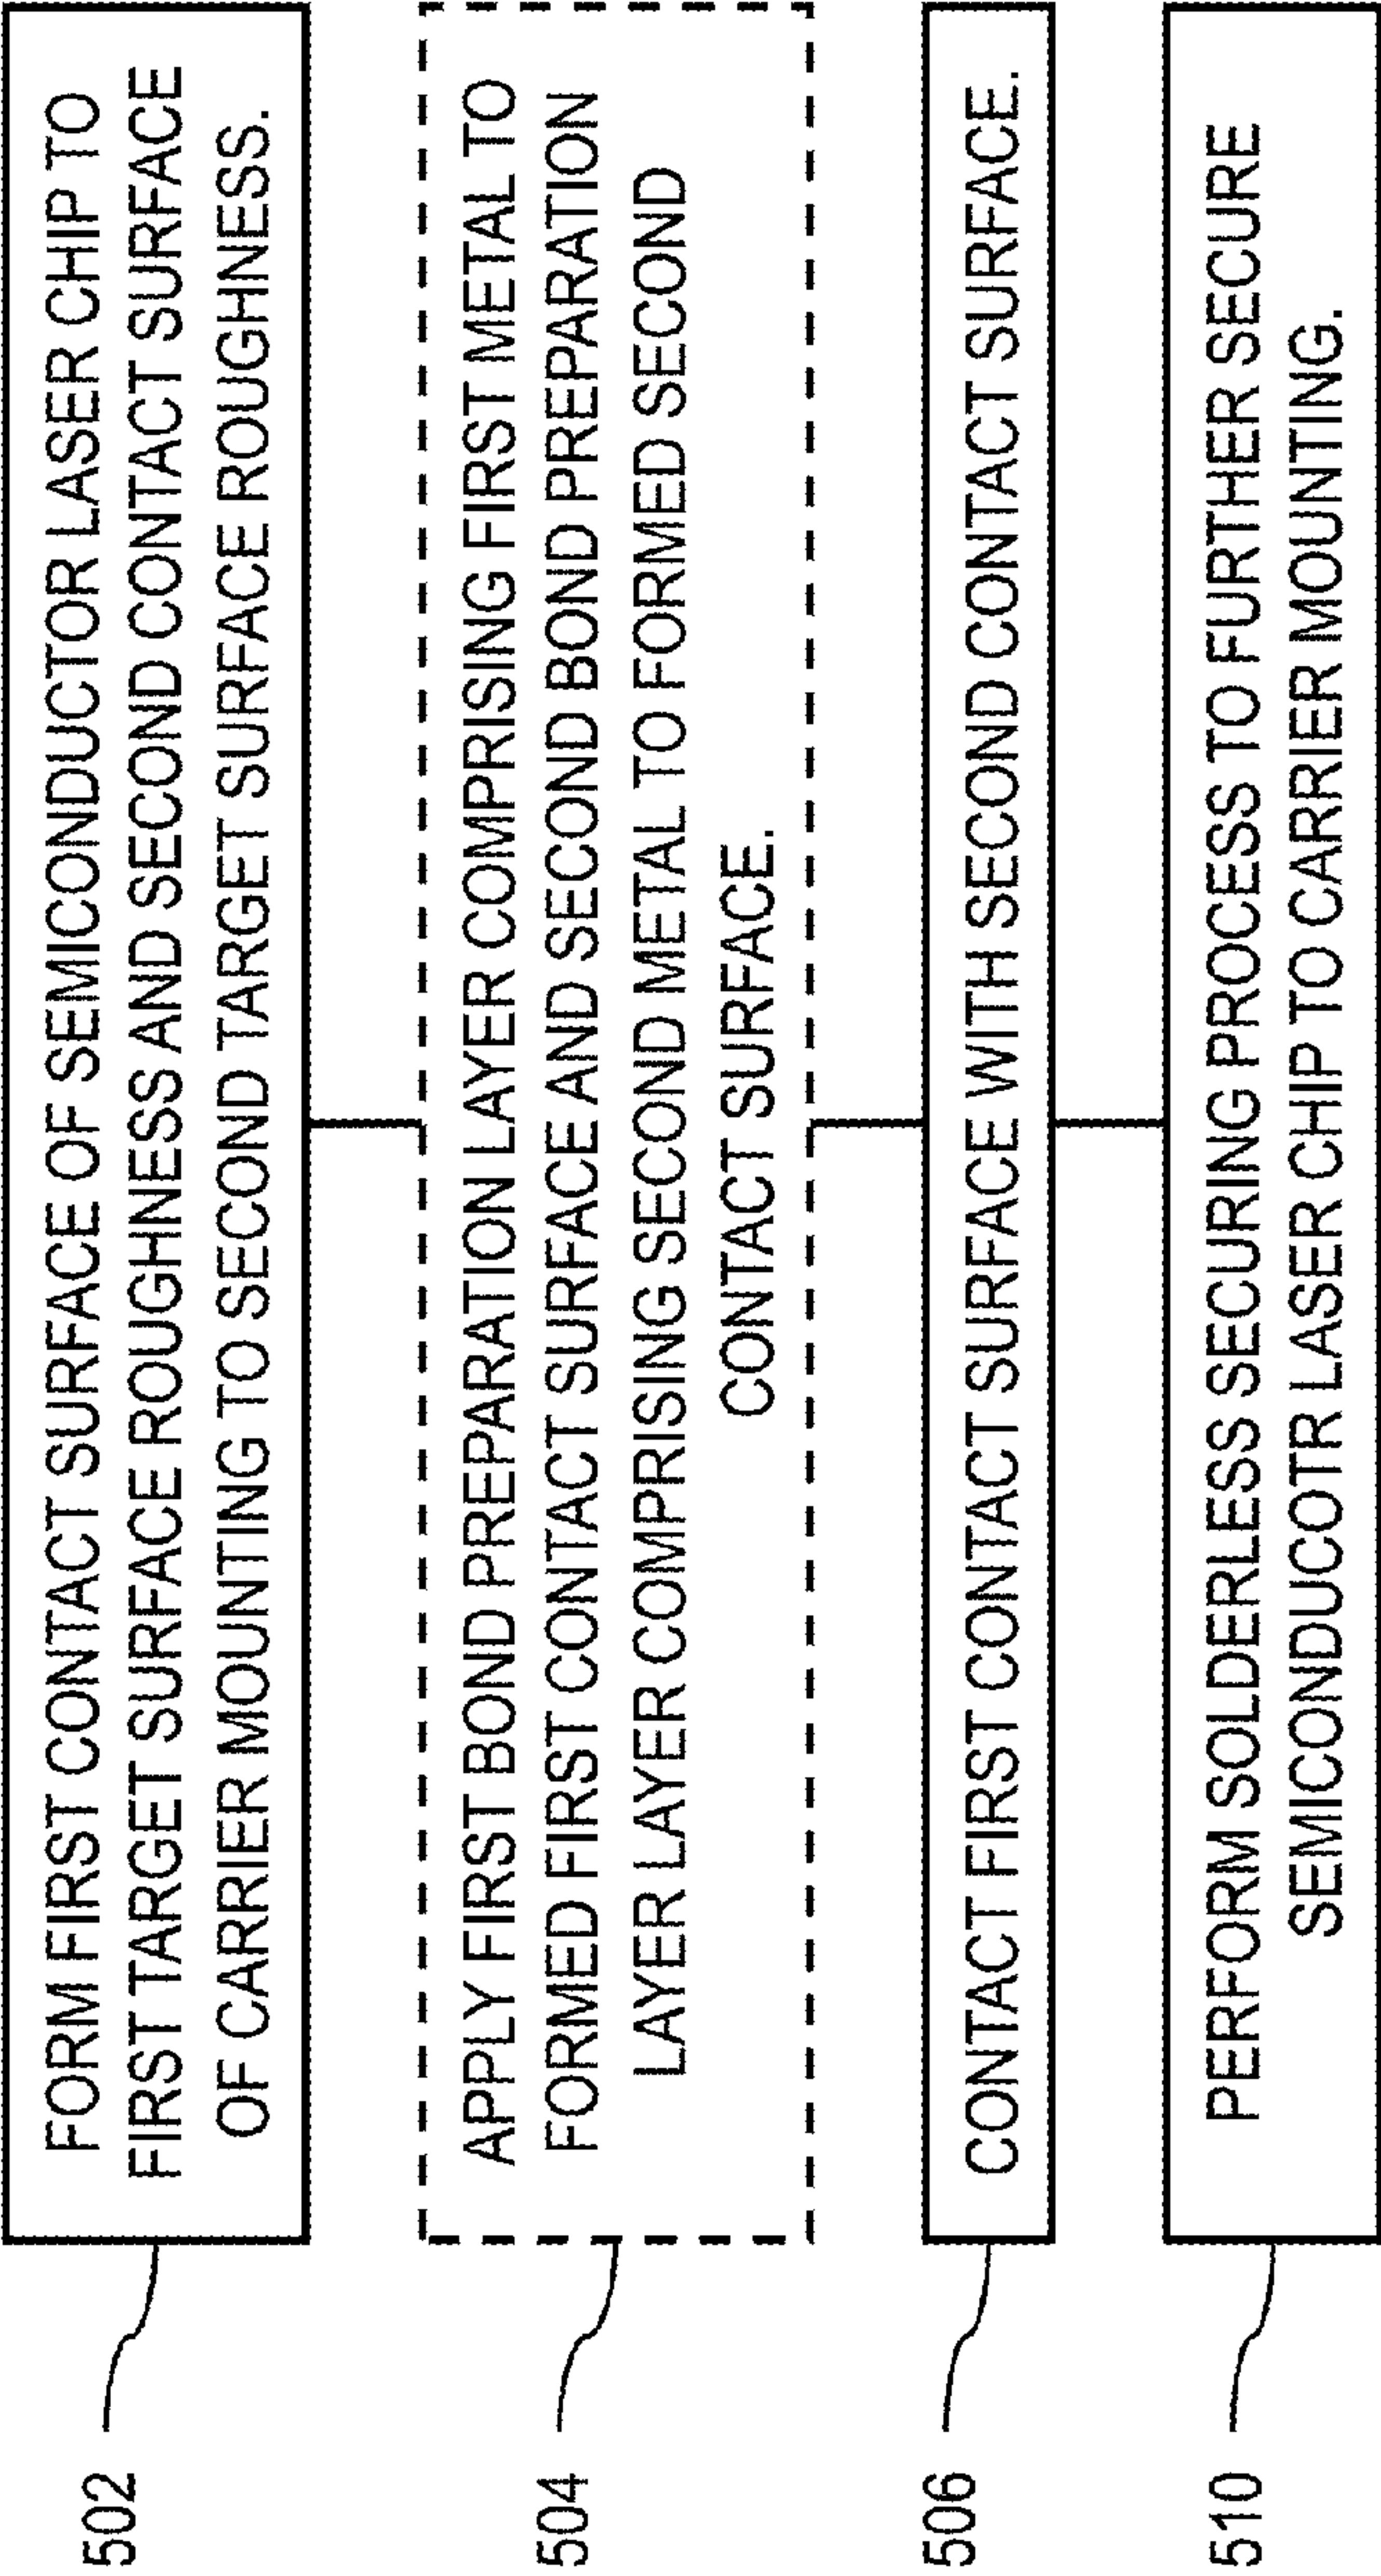 502
FORM FIRST CONTACT SURFACE OF SEMICONDUCTOR LASER CHIP TO
FIRST TARGET SURFACE ROUGHNESS AND SECOND CONTACT SURFACE
OF CARRIER MOUNTING TO SECOND TARGET SURFACE ROUGHNESS.
504
APPLY FIRST BOND PREPARATION LAYER COMPRISING FIRST METAL TO
FORMED FIRST CONTACT SURFACE AND SECOND BOND PREPARATION
LAYER LAYER COMPRISING SECOND METAL TO FORMED SECOND
CONTACT SURFACE.
506
CONTACT FIRST CONTACT SURFACE WITH SECOND CONTACT SURFACE.
510
PERFORM SOLDERLESS SECURING PROCESS TO FURTHER SECURE
SEMICONDUCOTR LASER CHIP TO CARRIER MOUNTING.